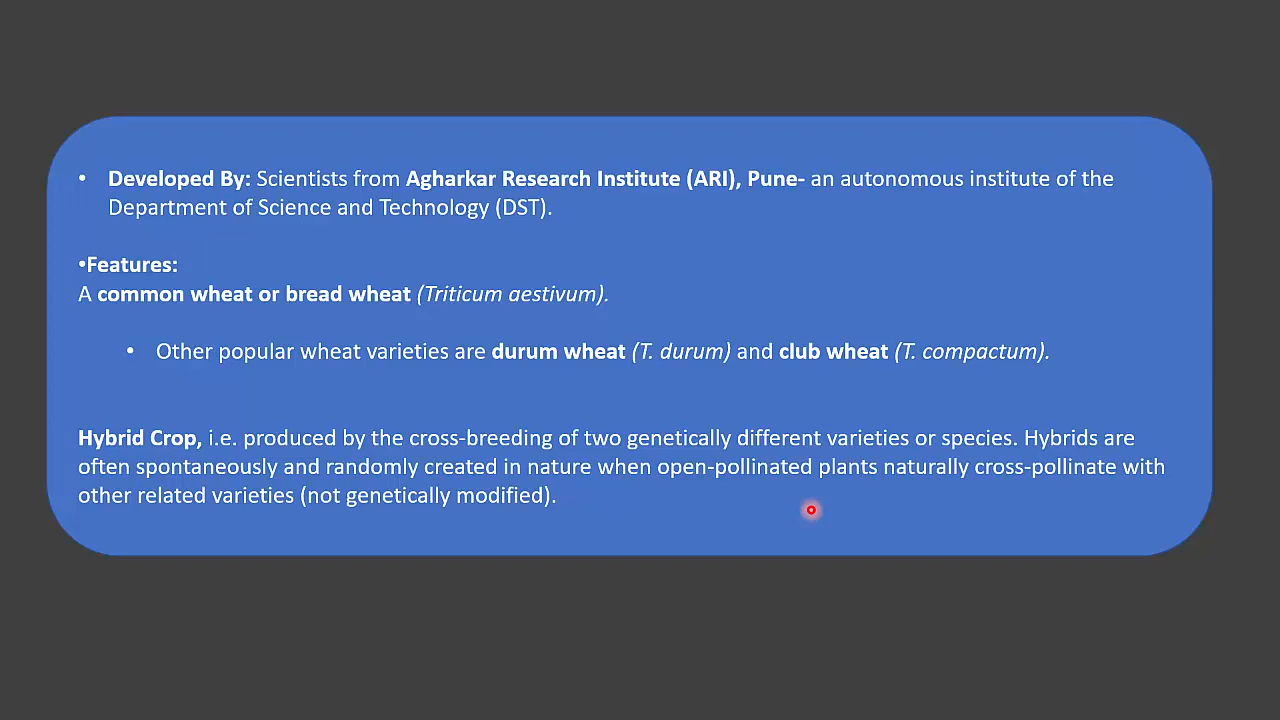 • Developed By: Scientists from Agharkar Research Institute (ARI), Pune- an autonomous institute of the
Department of Science and Technology (DST).
•Features:
A common wheat or bread wheat (Triticum aestivum).
• Other popular wheat varieties are durum wheat (T. durum) and club wheat (T. compactum).
Hybrid Crop, i.e. produced by the cross-breeding of two genetically different varieties or species. Hybrids are
often spontaneously and randomly created in nature when open-pollinated plants naturally cross-pollinate with
other related varieties (not genetically modified).